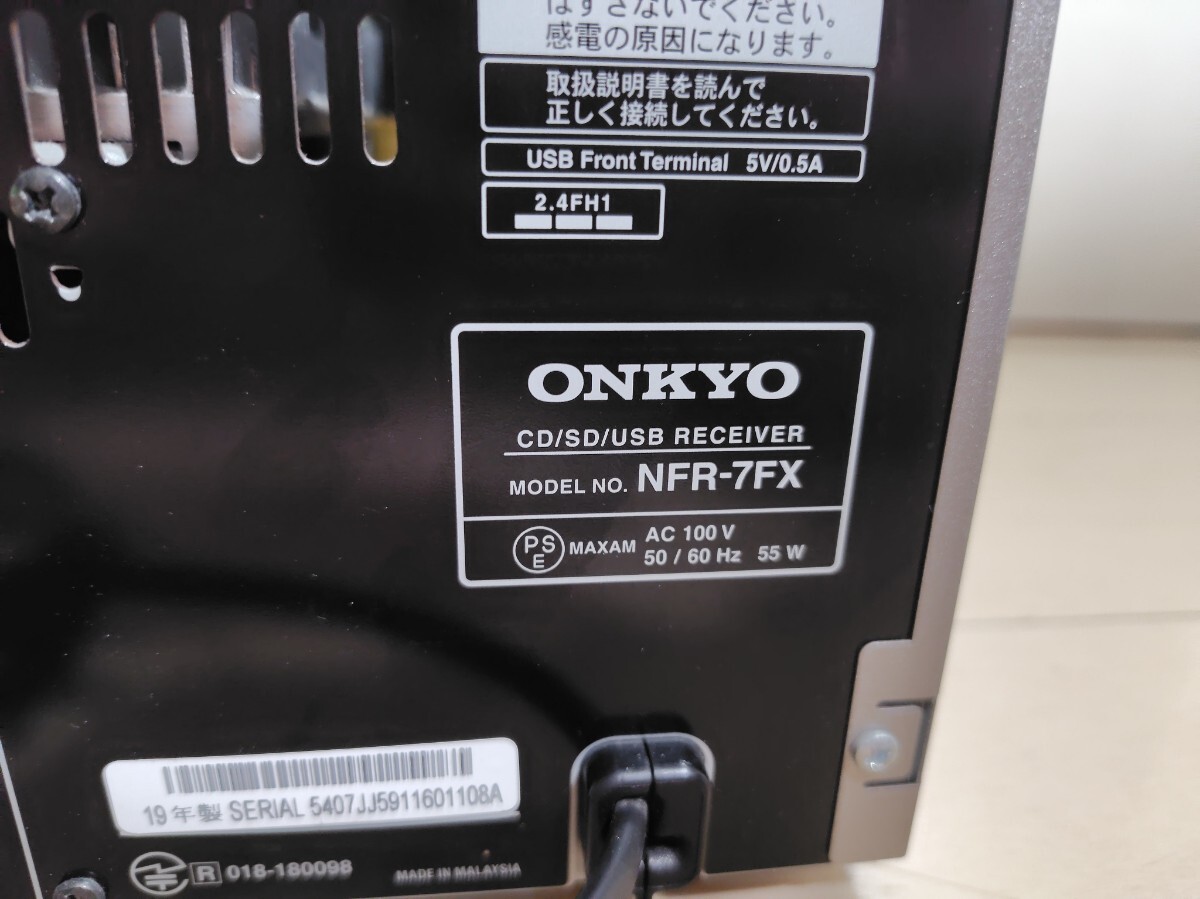 はずさないでください。
感電の原因になります。
取扱説明書を読んで
正しく接続してください。
USB Front Terminal 5V/0.5A
2.4FH1
ONKYO
CD/SD/USB RECEIVER
MODEL NO. NFR-7FX
PSE MAXAM AC 100 V
50 / 60 Hz 55 W
19年製 SERIAL 5407JJ5911601108A
R 018-180098
MADE IN MALAYSIA